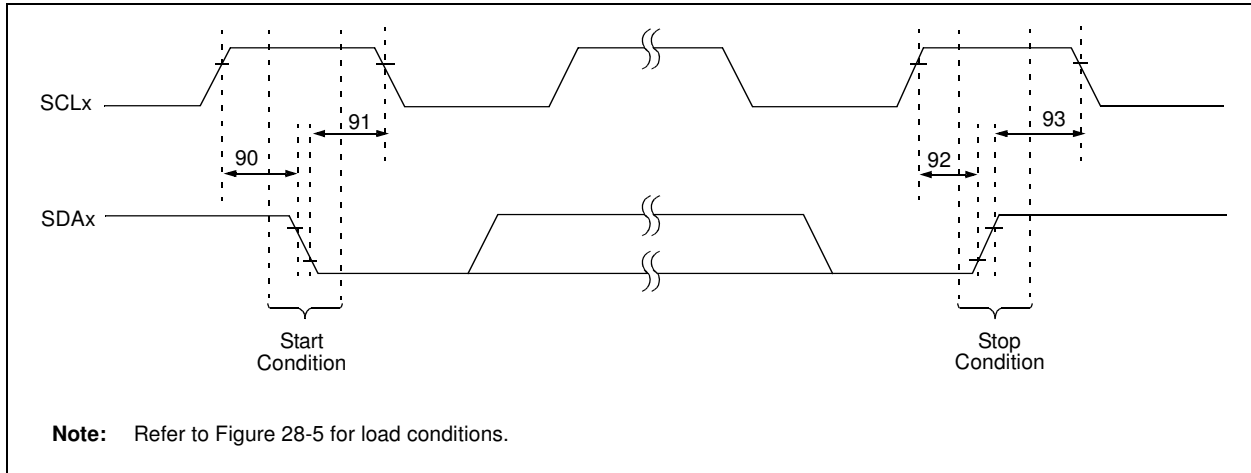 SCLx
91
93
90
92
SDAx
Start
Condition
Stop
Condition
Note: Refer to Figure 28-5 for load conditions.